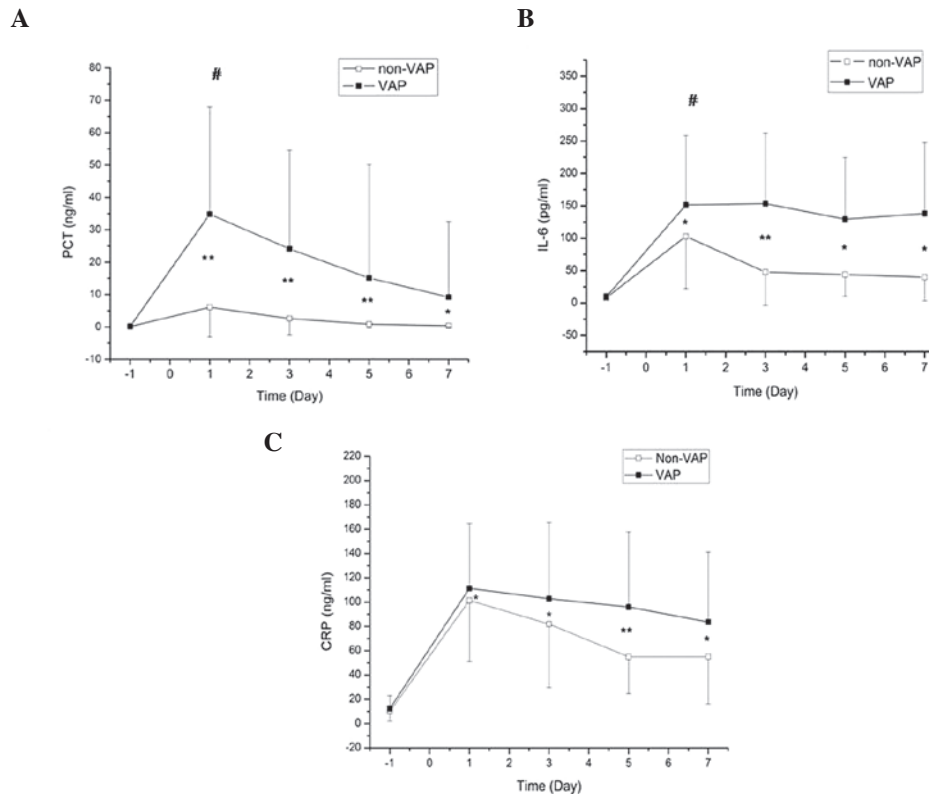 A
non-VAP
VAP
#
80
70
60
50
40
30
20
10
0
-10
PCT (ng/ml)
**
**
**
*
-1 0 1 2 3 4 5 6 7
Time (Day)
B
non-VAP
VAP
#
350
300
250
200
150
100
50
0
-50
IL-6 (pg/ml)
*
**
*
*
-1 0 1 2 3 4 5 6 7
Time (Day)
C
Non-VAP
VAP
220
200
180
160
140
120
100
80
60
40
20
0
-20
CRP (ng/ml)
*
*
**
*
-1 0 1 2 3 4 5 6 7
Time (Day)